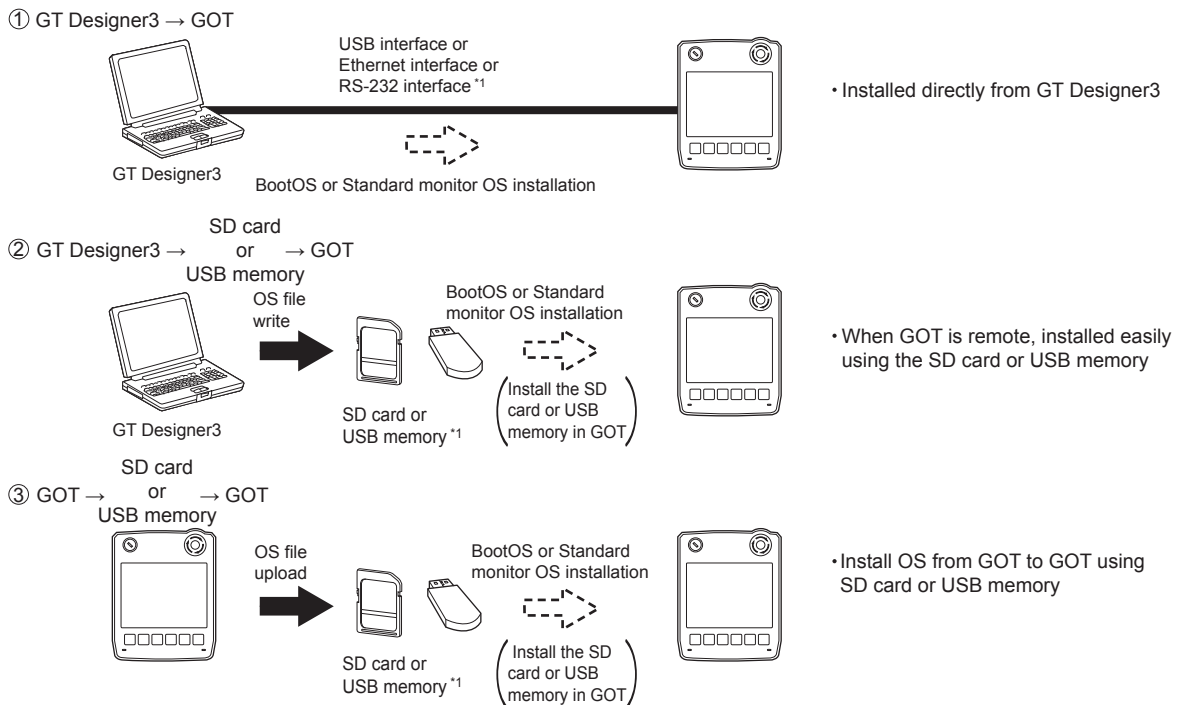 ① GT Designer3 → GOT
USB interface or
Ethernet interface or
RS-232 interface *1
GT Designer3
BootOS or Standard monitor OS installation
・Installed directly from GT Designer3
SD card
② GT Designer3 → or → GOT
USB memory
OS file
write
SD card or
USB memory *1
BootOS or Standard
monitor OS installation
(Install the SD
card or USB
memory in GOT)
GT Designer3
・When GOT is remote, installed easily
using the SD card or USB memory
SD card
③ GOT → or → GOT
USB memory
OS file
upload
SD card or
USB memory *1
BootOS or Standard
monitor OS installation
(Install the SD
card or USB
memory in GOT)
・Install OS from GOT to GOT using
SD card or USB memory